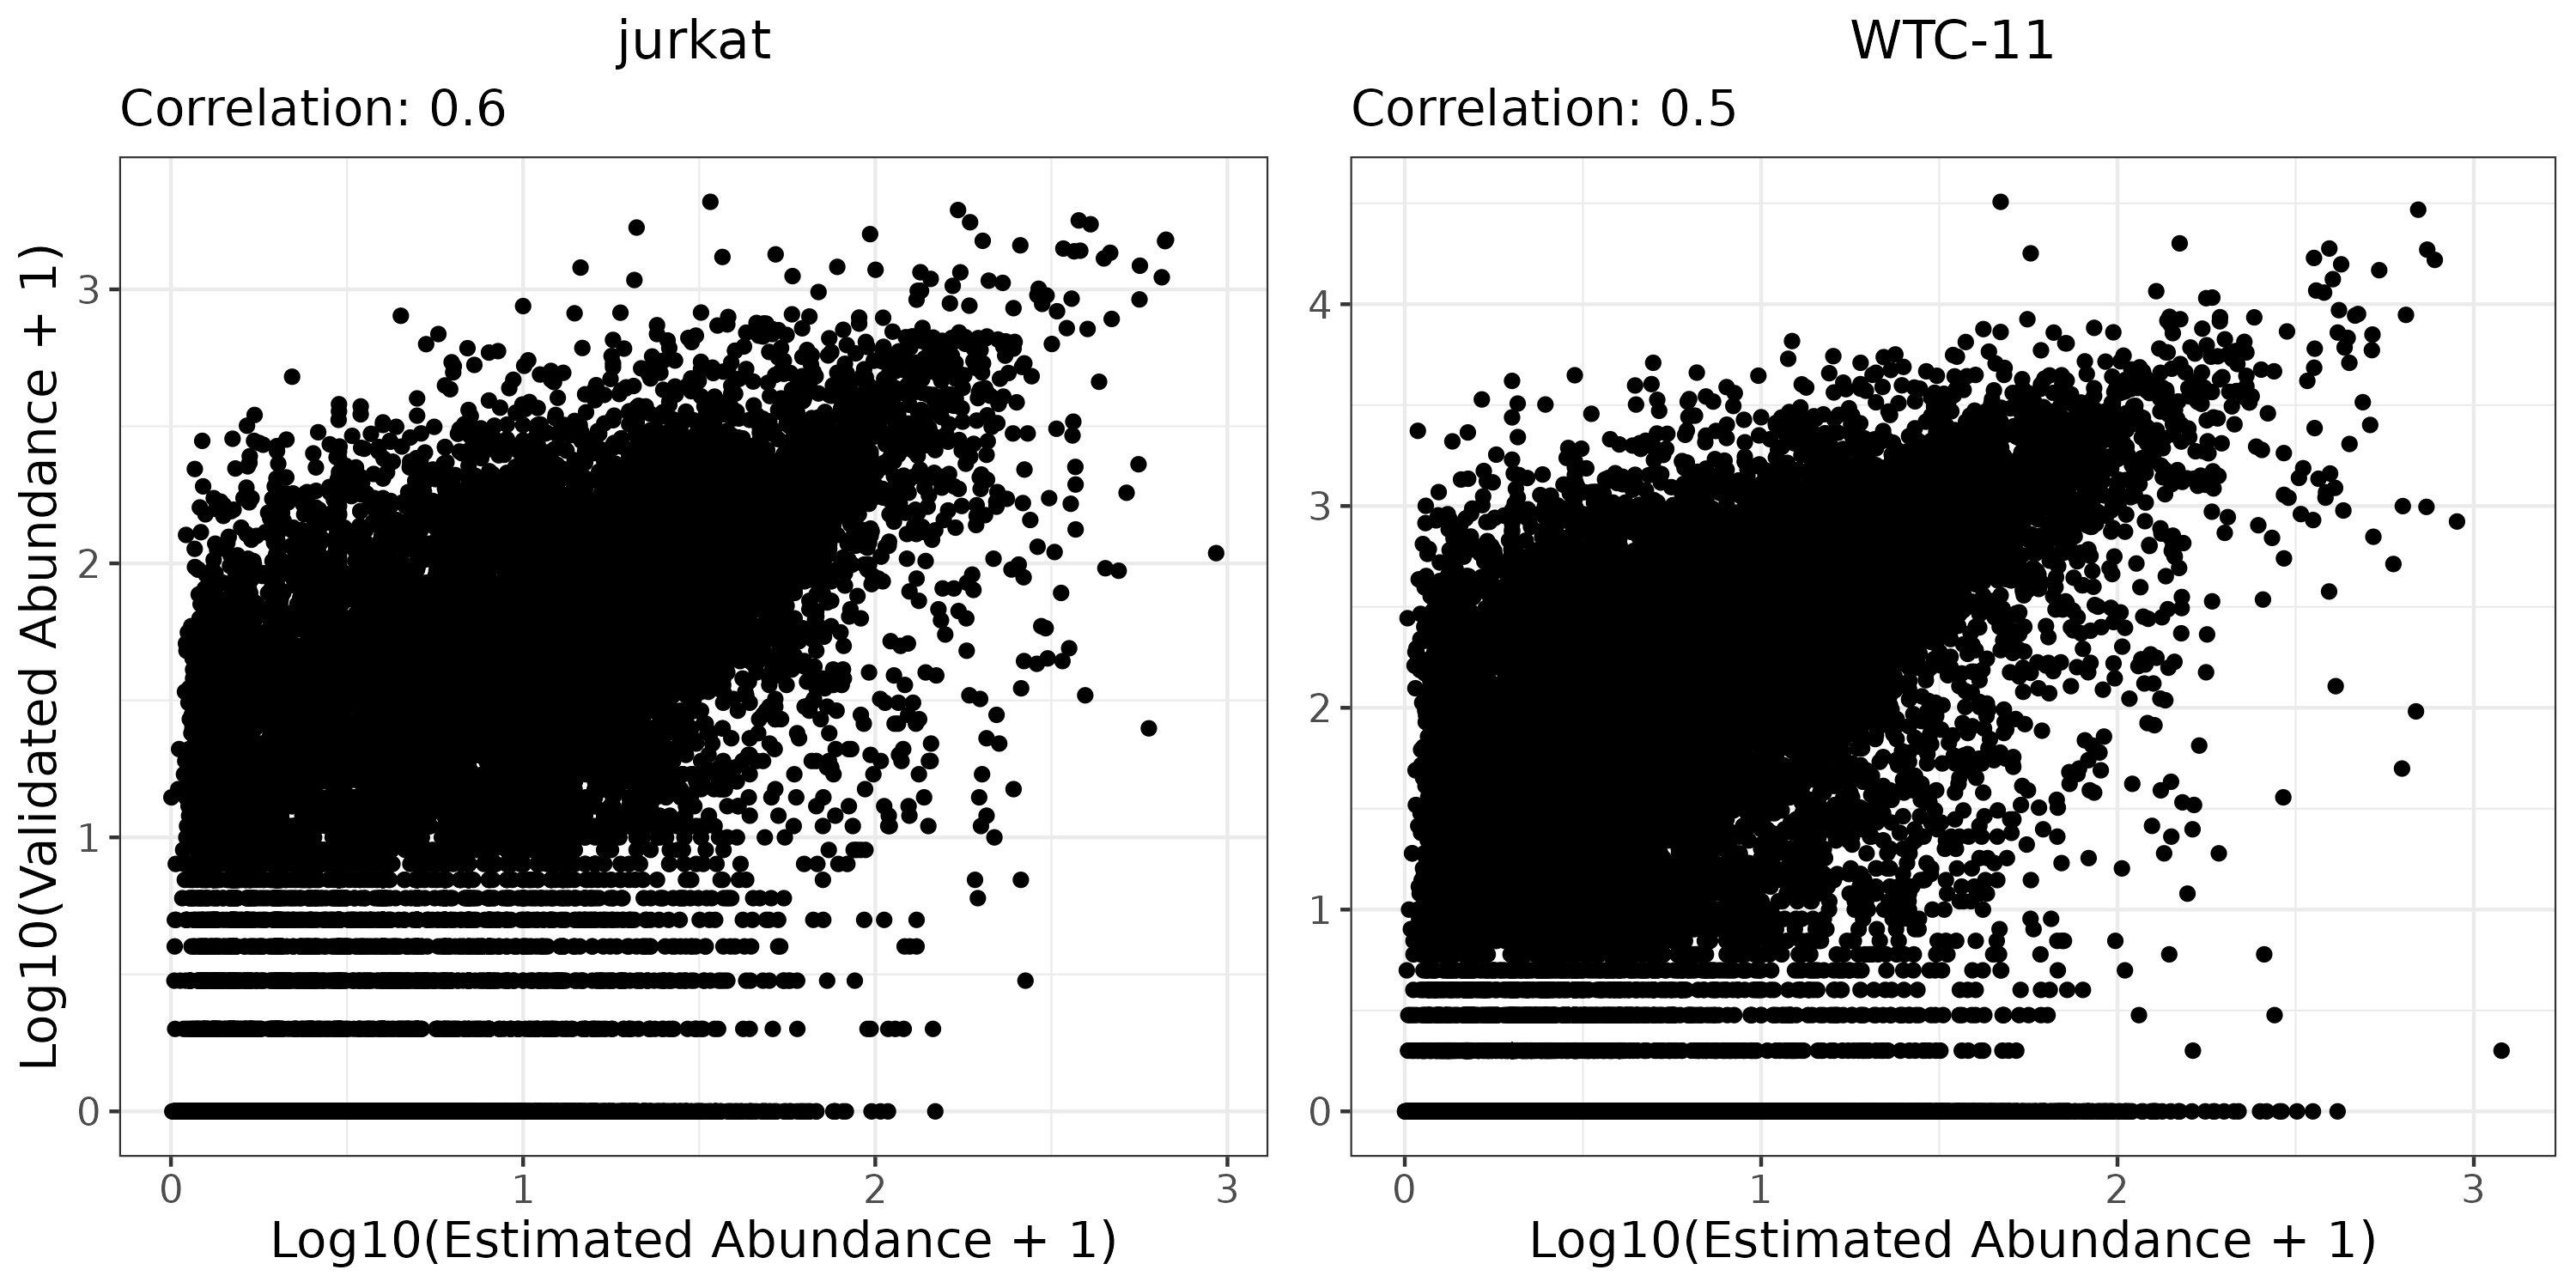 jurkat
Correlation: 0.6
Log10(Validated Abundance + 1)
3
2
1
0
0 1 2 3
Log10(Estimated Abundance + 1)
WTC-11
Correlation: 0.5
4
3
2
1
0
0 1 2 3
Log10(Estimated Abundance + 1)